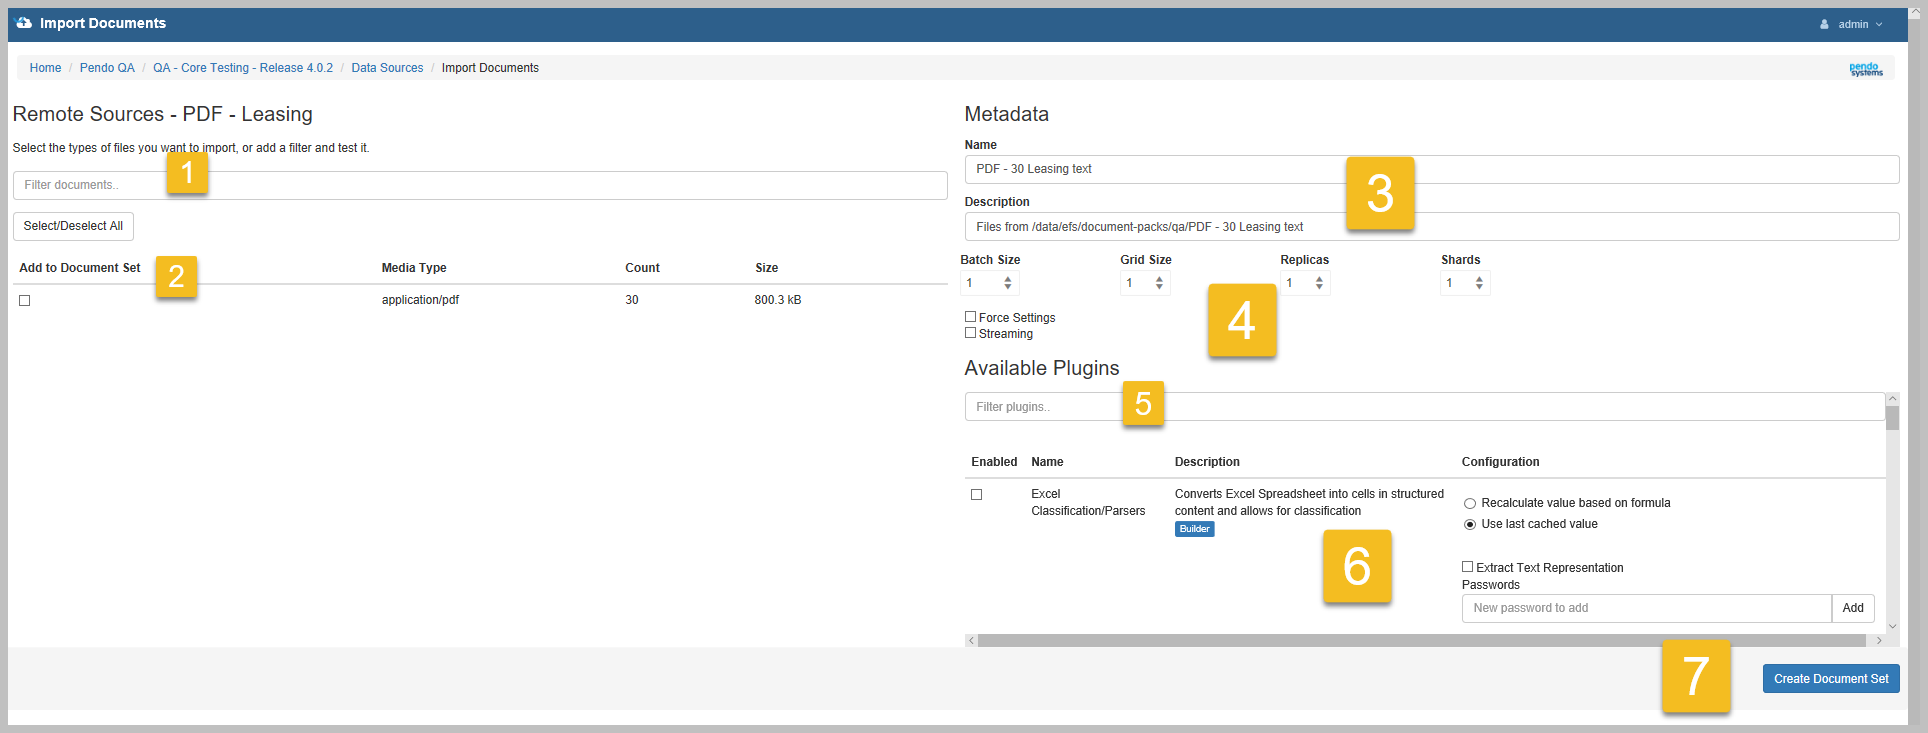 Import Documents
admin
Home / Pendo QA / QA - Core Testing - Release 4.0.2 / Data Sources / Import Documents
pendo
systems
Remote Sources - PDF - Leasing
Select the types of files you want to import, or add a filter and test it.
1
Filter documents..
Select/Deselect All
Add to Document Set
2
Media Type
Count
Size
application/pdf
30
800.3 kB
Metadata
Name
PDF - 30 Leasing text
3
Description
Files from /data/efs/document-packs/qa/PDF - 30 Leasing text
Batch Size
Grid Size
Replicas
Shards
1
1
1
1
4
Force Settings
Streaming
Available Plugins
5
Filter plugins..
Enabled
Name
Description
Configuration
Excel
Classification/Parsers
Converts Excel Spreadsheet into cells in structured
content and allows for classification
Builder
6
Recalculate value based on formula
Use last cached value
Extract Text Representation
Passwords
New password to add
Add
7
Create Document Set